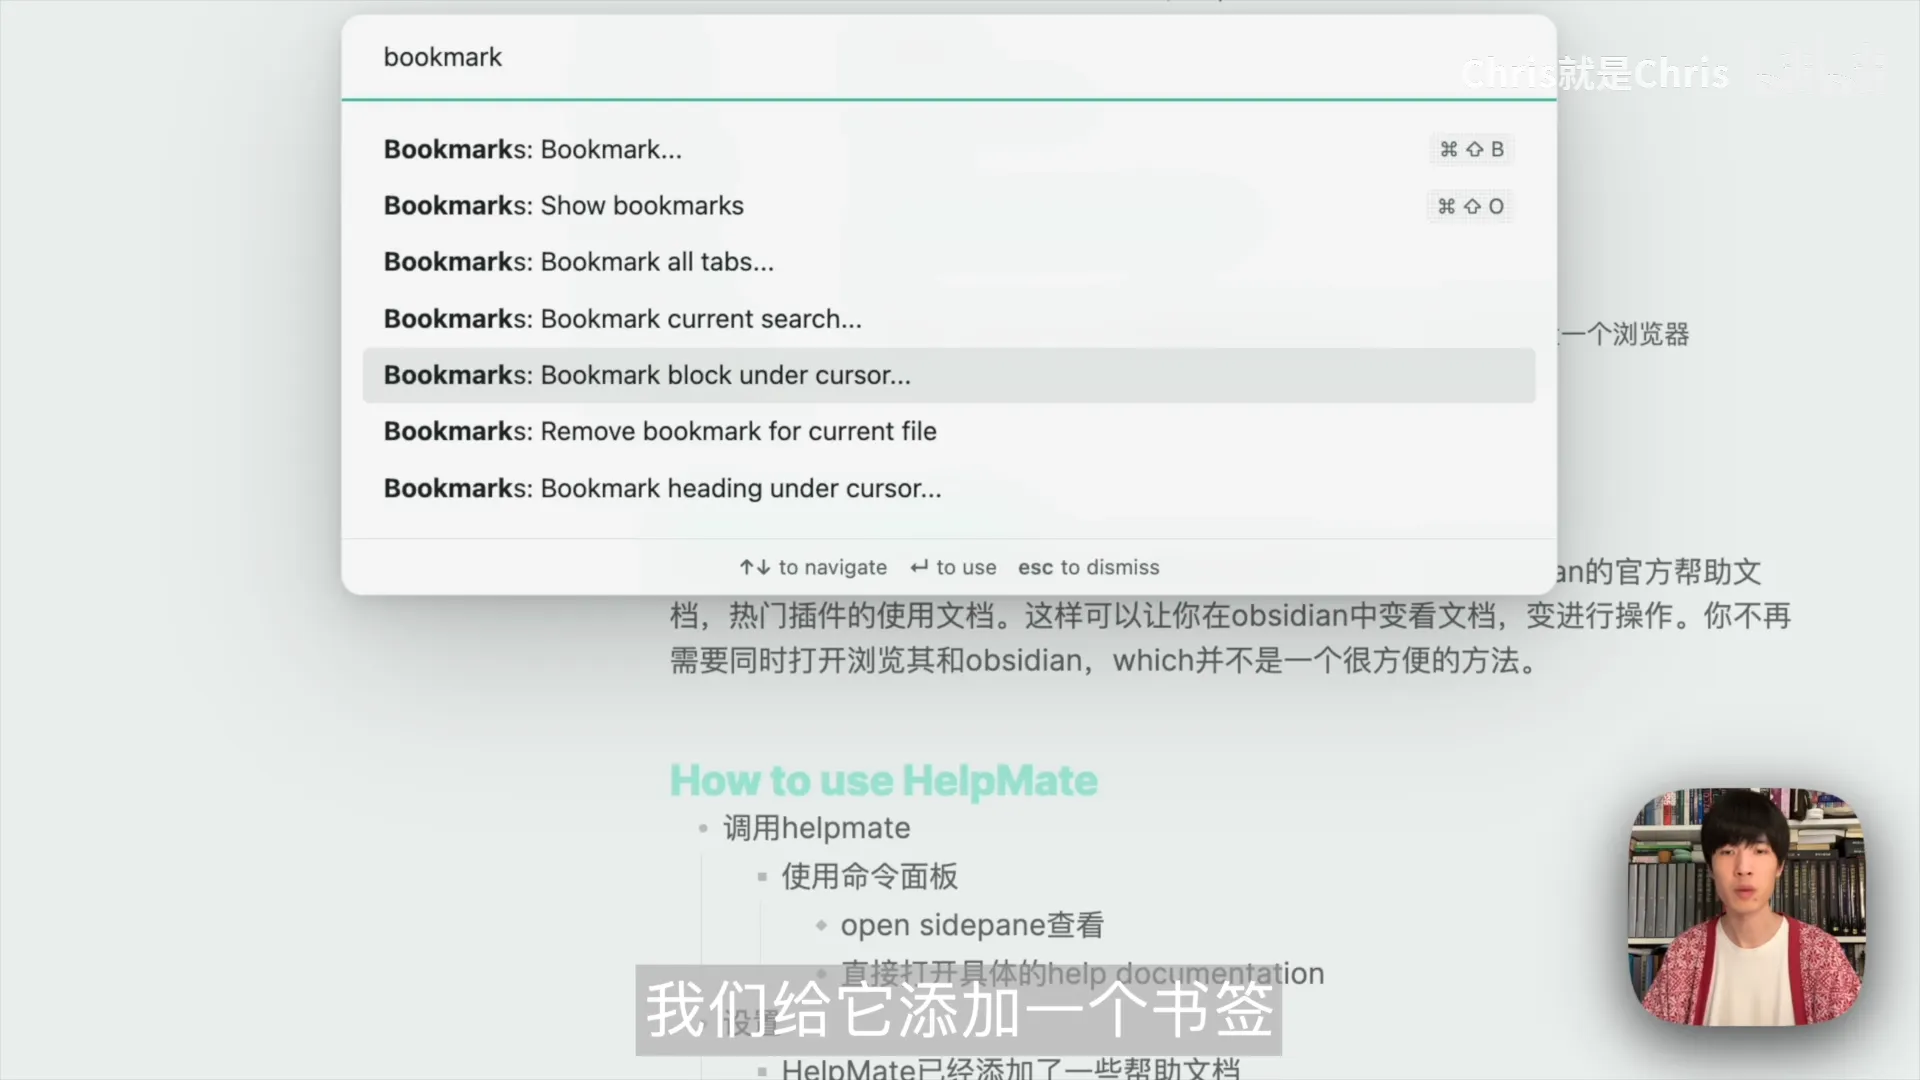 bookmark
Chris就是Chris
Bookmarks: Bookmark...
⌘ ⇧ B
Bookmarks: Show bookmarks
⌘ ⇧ O
Bookmarks: Bookmark all tabs...
Bookmarks: Bookmark current search...
一个浏览器
Bookmarks: Bookmark block under cursor...
Bookmarks: Remove bookmark for current file
Bookmarks: Bookmark heading under cursor...
↑↓ to navigate ↵ to use esc to dismiss
an的官方帮助文
档，热门插件的使用文档。这样可以让你在obsidian中变看文档，变进行操作。你不再
需要同时打开浏览其和obsidian，which并不是一个很方便的方法。
How to use HelpMate
调用helpmate
使用命令面板
open sidepane查看
直接打开具体的help documentation
设置
我们给它添加一个书签
HelpMate已经添加了一些帮助文档